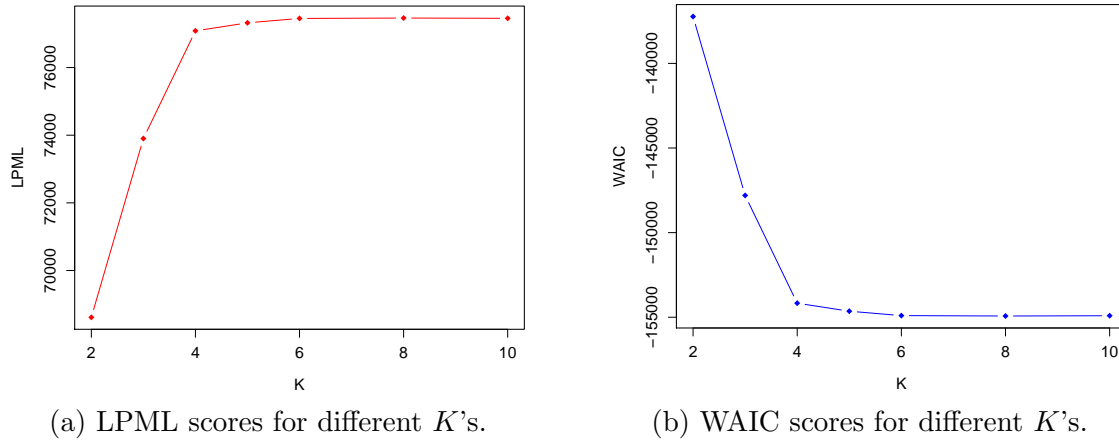 76000
74000
72000
70000
LPML
2 4 6 8 10
K
(a) LPML scores for different K's.
−140000
−145000
−150000
−155000
WAIC
2 4 6 8 10
K
(b) WAIC scores for different K's.